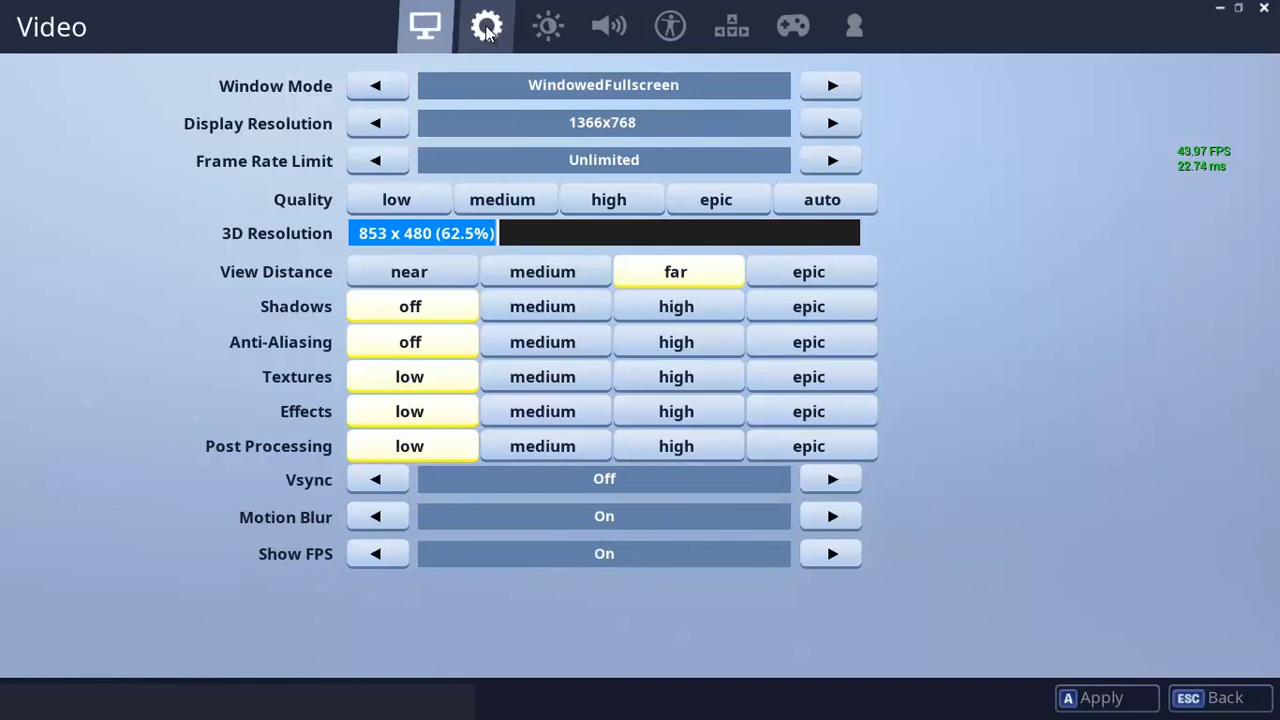 Video
Window Mode WindowedFullscreen
Display Resolution 1366x768
Frame Rate Limit Unlimited
43.97 FPS
22.74 ms
Quality low medium high epic auto
3D Resolution 853 x 480 (62.5%)
View Distance near medium far epic
Shadows off medium high epic
Anti-Aliasing off medium high epic
Textures low medium high epic
Effects low medium high epic
Post Processing low medium high epic
Vsync Off
Motion Blur On
Show FPS On
A Apply ESC Back